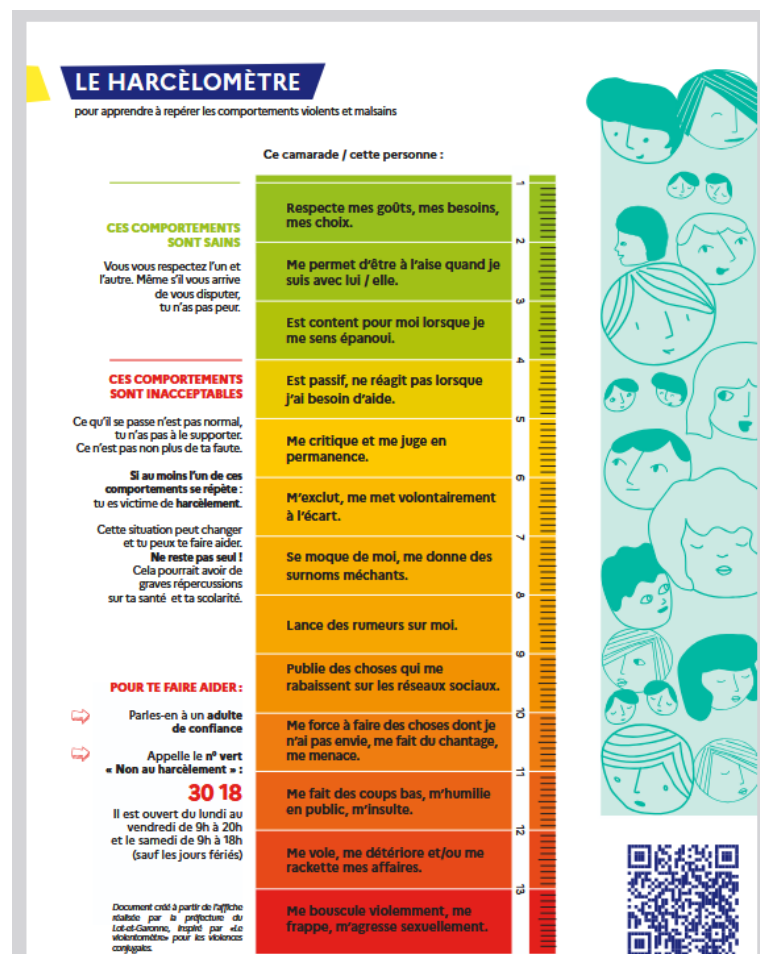 LE HARCÈLOMÈTRE
pour apprendre à repérer les comportements violents et malsains
Ce camarade / cette personne :
CES COMPORTEMENTS
SONT SAINS
Vous vous respectez l'un et
l'autre. Même s'il vous arrive
de vous disputer,
tu n'as pas peur.
CES COMPORTEMENTS
SONT INACCEPTABLES
Ce qu'il se passe n'est pas normal,
tu n'as pas à le supporter.
Ce n'est pas non plus de ta faute.
Si au moins l'un de ces
comportements se répète :
tu es victime de harcèlement.
Cette situation peut changer
et tu peux te faire aider.
Ne reste pas seul !
Cela pourrait avoir de
graves répercussions
sur ta santé et ta scolarité.
POUR TE FAIRE AIDER :
Parles-en à un adulte
de confiance
Appelle le n° vert
« Non au harcèlement » :
30 18
Il est ouvert du lundi au
vendredi de 9h à 20h
et le samedi de 9h à 18h
(sauf les jours fériés)
Document créé à partir de l'affiche
réalisée par la préfecture du
Lot-et-Garonne, inspiré par «Le
violentomètre» pour les violences
conjugales.
1
Respecte mes goûts, mes besoins,
mes choix.
2
Me permet d'être à l'aise quand je
suis avec lui / elle.
3
Est content pour moi lorsque je
me sens épanoui.
4
Est passif, ne réagit pas lorsque
j'ai besoin d'aide.
5
Me critique et me juge en
permanence.
6
M'exclut, me met volontairement
à l'écart.
7
Se moque de moi, me donne des
surnoms méchants.
8
Lance des rumeurs sur moi.
9
Publie des choses qui me
rabaissent sur les réseaux sociaux.
10
Me force à faire des choses dont je
n'ai pas envie, me fait du chantage,
me menace.
11
Me fait des coups bas, m'humilie
en public, m'insulte.
12
Me vole, me détériore et/ou me
rackette mes affaires.
13
Me bouscule violemment, me
frappe, m'agresse sexuellement.